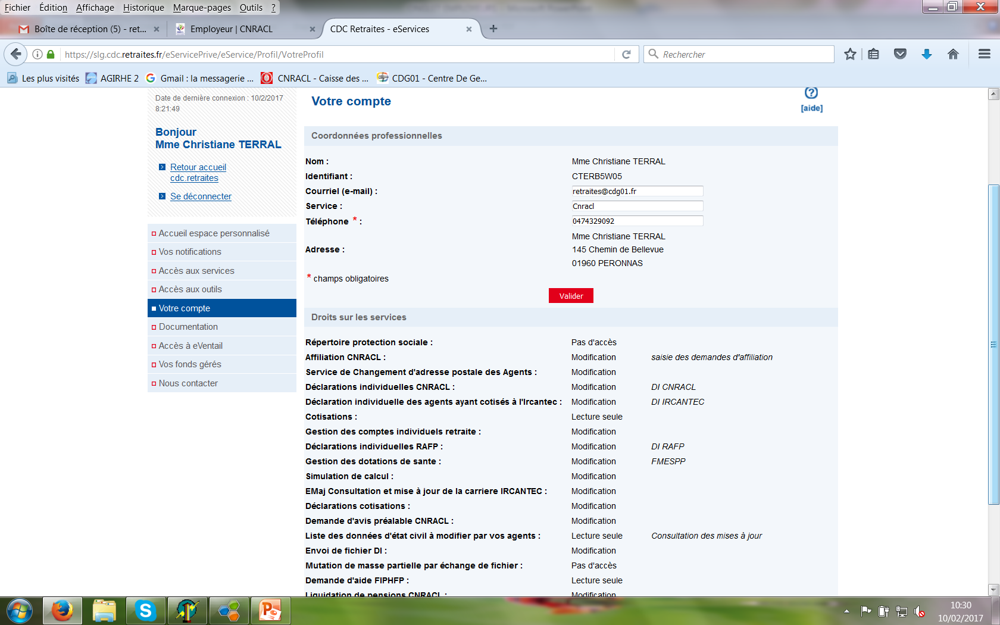 Fichier Édition Affichage Historique Marque-pages Outils ?
Boîte de réception (5) - ret... × Employeur | CNRACL × CDC Retraites - eServices × +
https://slg.cdc.retraites.fr/eServicePrive/eService/Profil/VotreProfil Rechercher
Les plus visités AGIRHE 2 Gmail : la messagerie ... CNRACL - Caisse des ... CDG01 - Centre De Ge...
Date de dernière connexion : 10/2/2017
8:21:49
Bonjour
Mme Christiane TERRAL
Retour accueil
cdc.retraites
Se déconnecter
Accueil espace personnalisé
Vos notifications
Accès aux services
Accès aux outils
Votre compte
Documentation
Accès à eVentail
Vos fonds gérés
Nous contacter
Votre compte
[aide]
Coordonnées professionnelles
Nom : Mme Christiane TERRAL
Identifiant : CTERB5W05
Courriel (e-mail) : retraites@cdg01.fr
Service : Cnracl
Téléphone * : 0474329092
Mme Christiane TERRAL
Adresse : 145 Chemin de Bellevue
01960 PERONNAS
* champs obligatoires
Valider
Droits sur les services
Répertoire protection sociale : Pas d'accès
Affiliation CNRACL : Modification saisie des demandes d'affiliation
Service de Changement d'adresse postale des Agents : Modification
Déclarations individuelles CNRACL : Modification DI CNRACL
Déclaration individuelle des agents ayant cotisés à l'Ircantec : Modification DI IRCANTEC
Cotisations : Lecture seule
Gestion des comptes individuels retraite : Modification
Déclarations individuelles RAFP : Modification DI RAFP
Gestion des dotations de sante : Modification FMESPP
Simulation de calcul : Modification
EMaj Consultation et mise à jour de la carriere IRCANTEC : Modification
Déclarations cotisations : Modification
Demande d'avis préalable CNRACL : Modification
Liste des données d'état civil à modifier par vos agents : Lecture seule Consultation des mises à jour
Envoi de fichier DI : Modification
Mutation de masse partielle par échange de fichier : Pas d'accès
Demande d'aide FIPHFP : Lecture seule
Liquidation de pensions CNRACL : Modification
10:30
10/02/2017